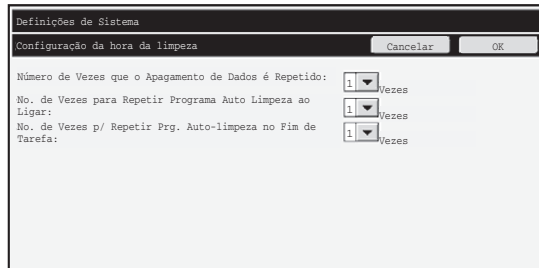 Definições de Sistema
Configuração da hora da limpeza
Cancelar
OK
Número de Vezes que o Apagamento de Dados é Repetido:
1
Vezes
No. de Vezes para Repetir Programa Auto Limpeza ao
Ligar:
1
Vezes
No. de Vezes p/ Repetir Prg. Auto-limpeza no Fim de
Tarefa:
1
Vezes